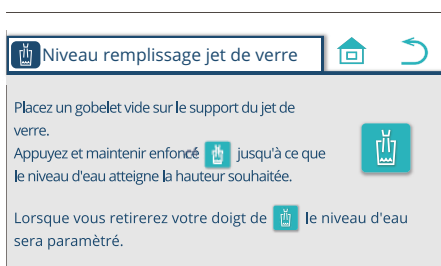 Niveau remplissage jet de verre
Placez un gobelet vide sur le support du jet de
verre.
Appuyez et maintenir enfoncé jusqu'à ce que
le niveau d'eau atteigne la hauteur souhaitée.
Lorsque vous retirerez votre doigt de le niveau d'eau
sera paramètré.